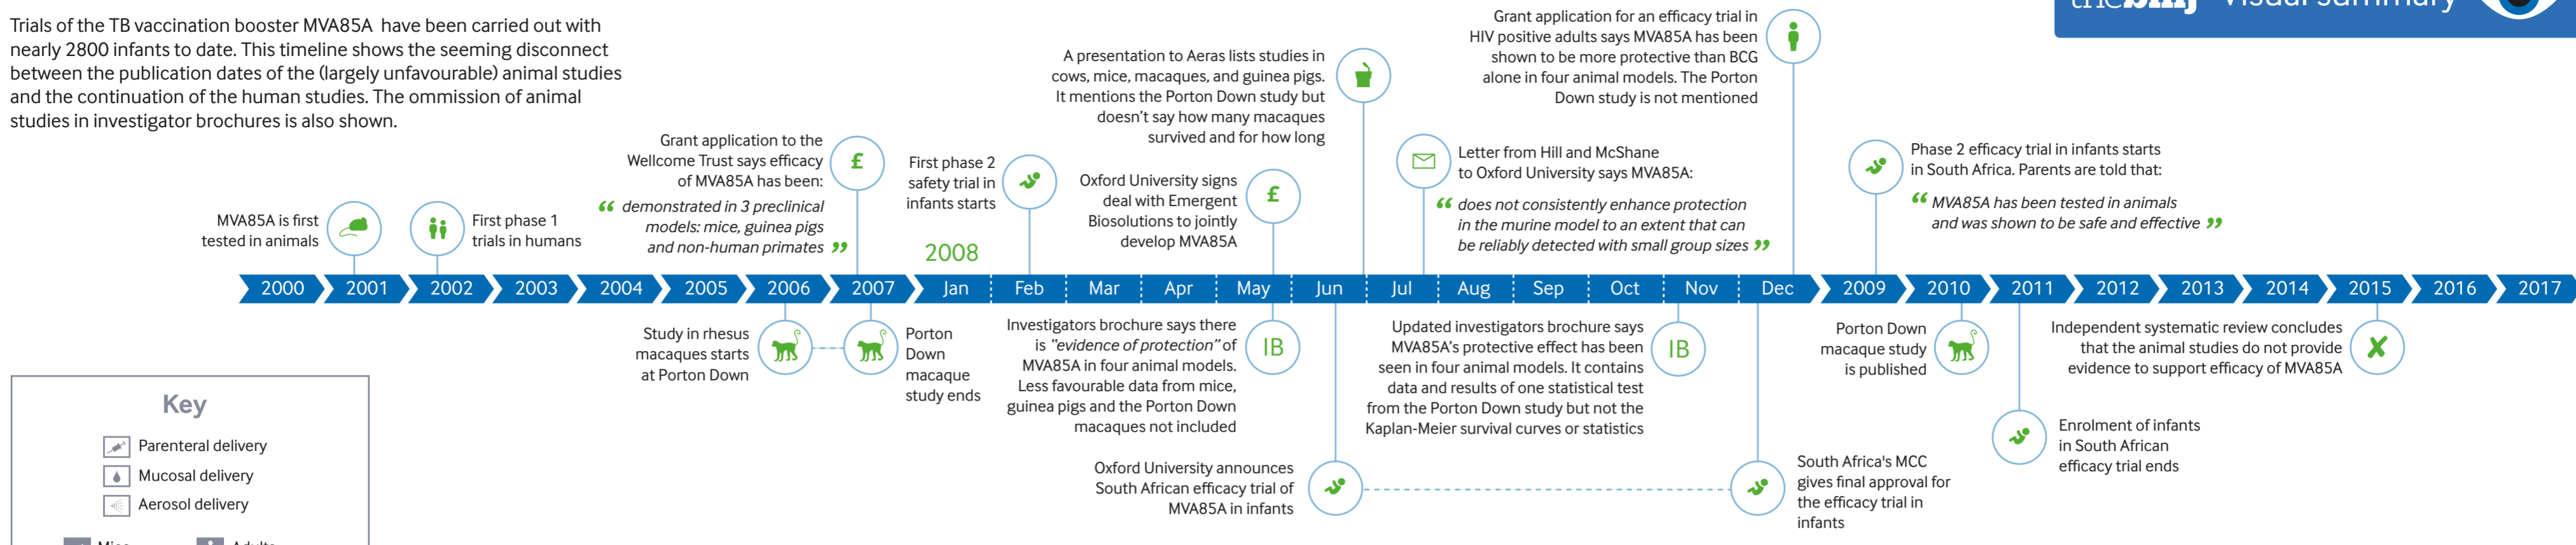 thebmj Visual summary
Trials of the TB vaccination booster MVA85A have been carried out with
nearly 2800 infants to date. This timeline shows the seeming disconnect
between the publication dates of the (largely unfavourable) animal studies
and the continuation of the human studies. The ommission of animal
studies in investigator brochures is also shown.
MVA85A is first
tested in animals
First phase 1
trials in humans
Grant application to the
Wellcome Trust says efficacy
of MVA85A has been:
“ demonstrated in 3 preclinical
models: mice, guinea pigs
and non-human primates ”
First phase 2
safety trial in
infants starts
Oxford University signs
deal with Emergent
Biosolutions to jointly
develop MVA85A
A presentation to Aeras lists studies in
cows, mice, macaques, and guinea pigs.
It mentions the Porton Down study but
doesn’t say how many macaques
survived and for how long
Letter from Hill and McShane
to Oxford University says MVA85A:
“ does not consistently enhance protection
in the murine model to an extent that can
be reliably detected with small group sizes ”
Grant application for an efficacy trial in
HIV positive adults says MVA85A has been
shown to be more protective than BCG
alone in four animal models. The Porton
Down study is not mentioned
Phase 2 efficacy trial in infants starts
in South Africa. Parents are told that:
“ MVA85A has been tested in animals
and was shown to be safe and effective ”
£
£
2008
2000 2001 2002 2003 2004 2005 2006 2007 Jan Feb Mar Apr May Jun Jul Aug Sep Oct Nov Dec 2009 2010 2011 2012 2013 2014 2015 2016 2017
Study in rhesus
macaques starts
at Porton Down
Porton
Down
macaque
study ends
Investigators brochure says there
is “evidence of protection” of
MVA85A in four animal models.
Less favourable data from mice,
guinea pigs and the Porton Down
macaques not included
IB
Oxford University announces
South African efficacy trial of
MVA85A in infants
Updated investigators brochure says
MVA85A’s protective effect has been
seen in four animal models. It contains
data and results of one statistical test
from the Porton Down study but not the
Kaplan-Meier survival curves or statistics
IB
South Africa's MCC
gives final approval for
the efficacy trial in
infants
Porton Down
macaque study
is published
Enrolment of infants
in South African
efficacy trial ends
Independent systematic review concludes
that the animal studies do not provide
evidence to support efficacy of MVA85A
Key
Parenteral delivery
Mucosal delivery
Aerosol delivery
Mice Adults